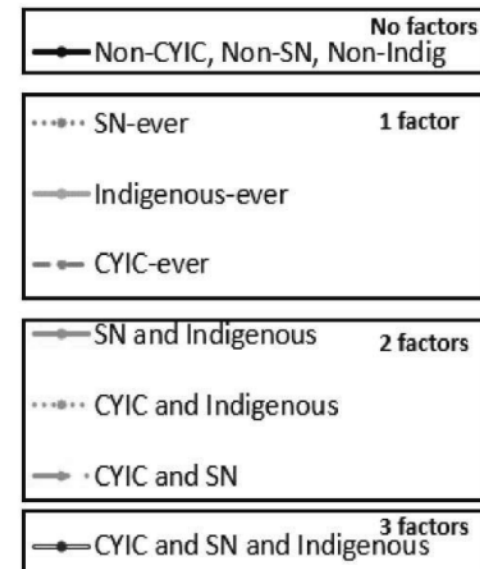 No factors
Non-CYIC, Non-SN, Non-Indig
SN-ever
1 factor
Indigenous-ever
CYIC-ever
SN and Indigenous
2 factors
CYIC and Indigenous
CYIC and SN
3 factors
CYIC and SN and Indigenous